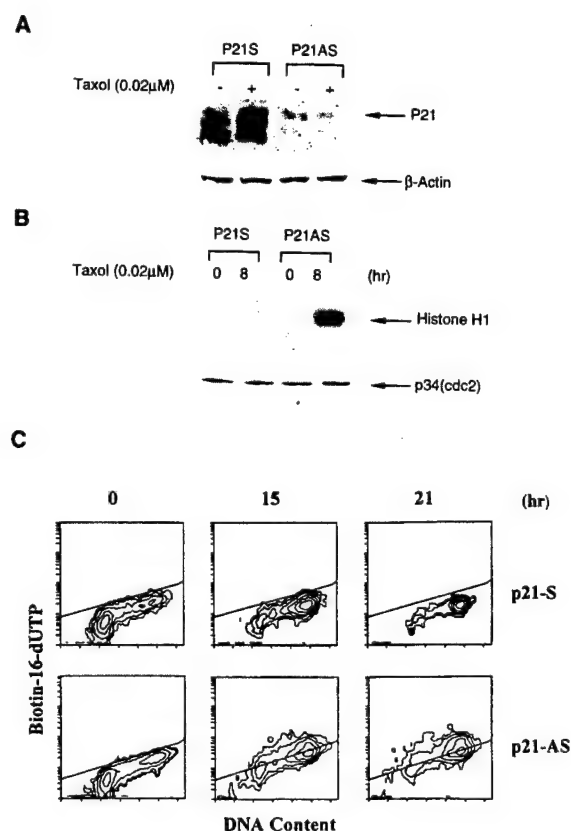 A
P21S P21AS
Taxol (0.02μM) - + - +
P21
β-Actin
B
P21S P21AS
Taxol (0.02μM) 0 8 0 8 (hr)
Histone H1
p34(cdc2)
C
0 15 21 (hr)
p21-S
Biotin-16-dUTP
p21-AS
DNA Content